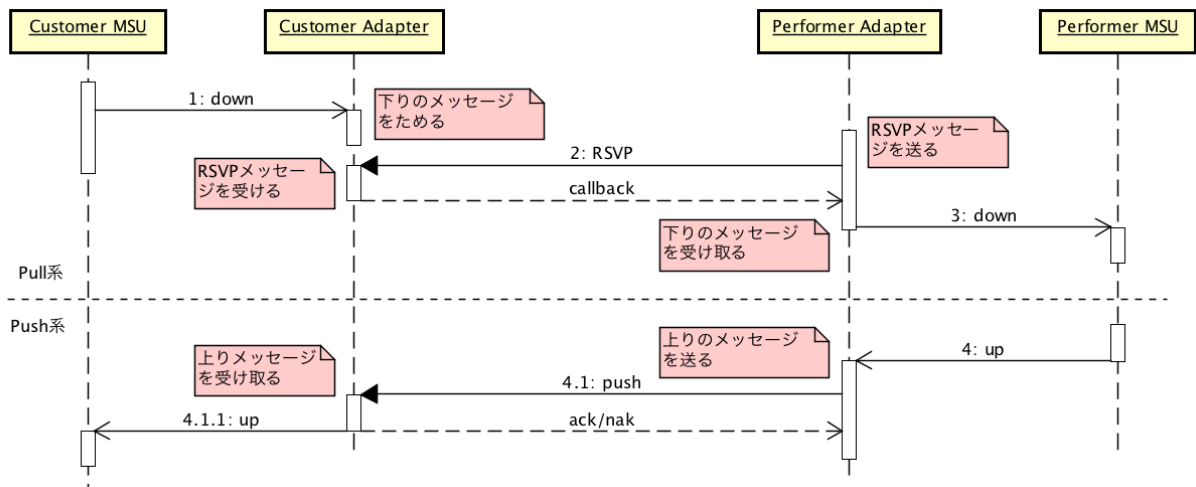 Customer MSU
Customer Adapter
Performer Adapter
Performer MSU
1: down
下りのメッセージ
をためる
RSVPメッセー
ジを送る
2: RSVP
RSVPメッセー
ジを受ける
callback
3: down
下りのメッセージ
を受け取る
Pull系
Push系
上りのメッセージ
を送る
4: up
上りメッセージ
を受け取る
4.1: push
4.1.1: up
ack/nak